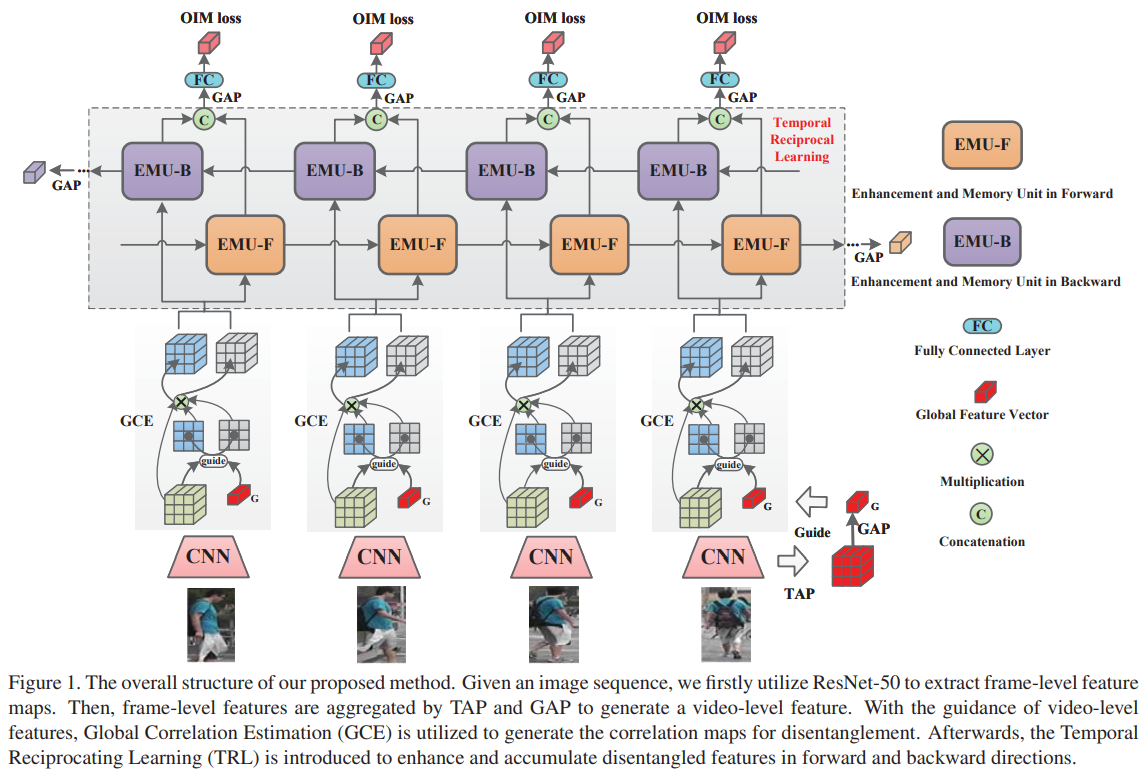 OIM loss OIM loss OIM loss OIM loss
FC FC FC FC
GAP GAP GAP GAP
C C C C
Temporal
Reciprocal
Learning
EMU-B EMU-B EMU-B EMU-B
... GAP
EMU-F EMU-F EMU-F EMU-F
... GAP
EMU-F
Enhancement and Memory Unit in Forward
EMU-B
Enhancement and Memory Unit in Backward
FC
Fully Connected Layer
Global Feature Vector
Multiplication
C
Concatenation
GCE GCE GCE GCE
guide guide guide guide
G G G G
Guide
G
GAP
TAP
CNN CNN CNN CNN
Figure 1. The overall structure of our proposed method. Given an image sequence, we firstly utilize ResNet-50 to extract frame-level feature
maps. Then, frame-level features are aggregated by TAP and GAP to generate a video-level feature. With the guidance of video-level
features, Global Correlation Estimation (GCE) is utilized to generate the correlation maps for disentanglement. Afterwards, the Temporal
Reciprocating Learning (TRL) is introduced to enhance and accumulate disentangled features in forward and backward directions.